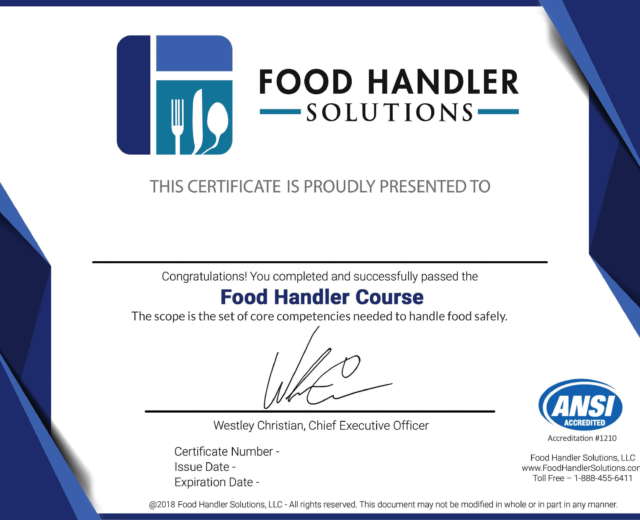 FOOD HANDLER
SOLUTIONS
THIS CERTIFICATE IS PROUDLY PRESENTED TO
Congratulations! You completed and successfully passed the
Food Handler Course
The scope is the set of core competencies needed to handle food safely.
Westley Christian, Chief Executive Officer
Certificate Number -
Issue Date -
Expiration Date -
ANSI
ACCREDITED
Accreditation #1210
Food Handler Solutions, LLC
www.FoodHandlerSolutions.com
Toll Free – 1-888-455-6411
@2018 Food Handler Solutions, LLC - All rights reserved. This document may not be modified in whole or in part in any manner.